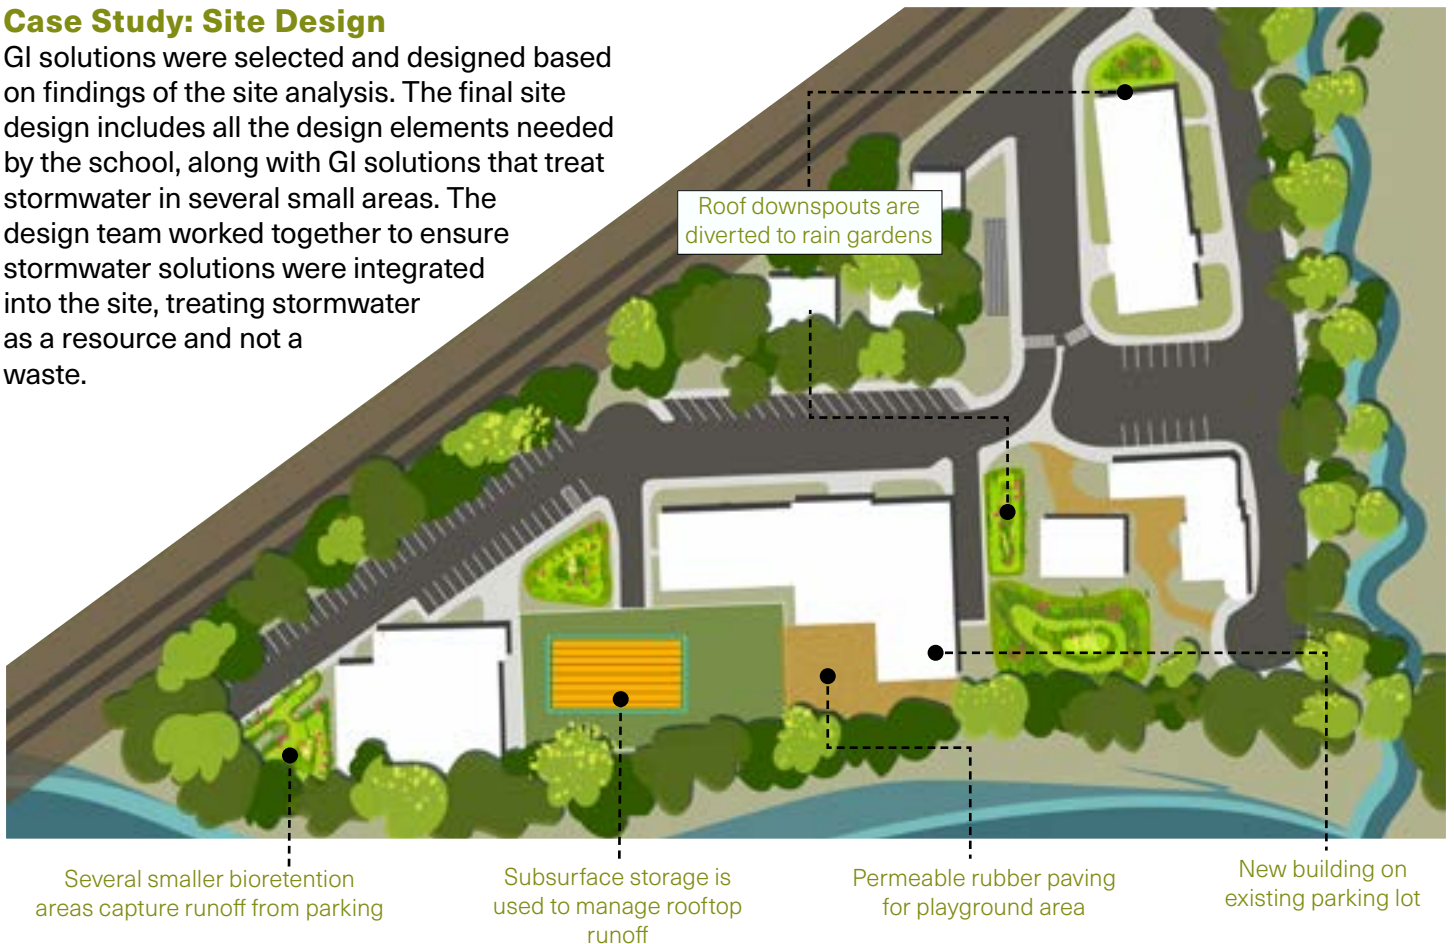 Case Study: Site Design
GI solutions were selected and designed based
on findings of the site analysis. The final site
design includes all the design elements needed
by the school, along with GI solutions that treat
stormwater in several small areas. The
design team worked together to ensure
stormwater solutions were integrated
into the site, treating stormwater
as a resource and not a
waste.
Roof downspouts are
diverted to rain gardens
Several smaller bioretention
areas capture runoff from parking
Subsurface storage is
used to manage rooftop
runoff
Permeable rubber paving
for playground area
New building on
existing parking lot